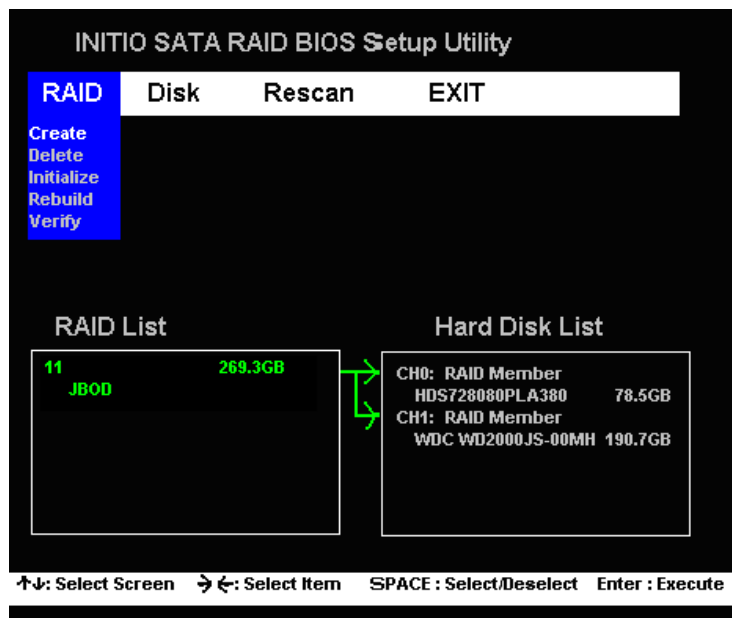 INITIO SATA RAID BIOS Setup Utility
RAID Disk Rescan EXIT
Create
Delete
Initialize
Rebuild
Verify
RAID List
11 269.3GB
JBOD
Hard Disk List
CH0: RAID Member
HDS728080PLA380 78.5GB
CH1: RAID Member
WDC WD2000JS-00MH 190.7GB
↑↓: Select Screen →←: Select Item SPACE : Select/Deselect Enter : Execute